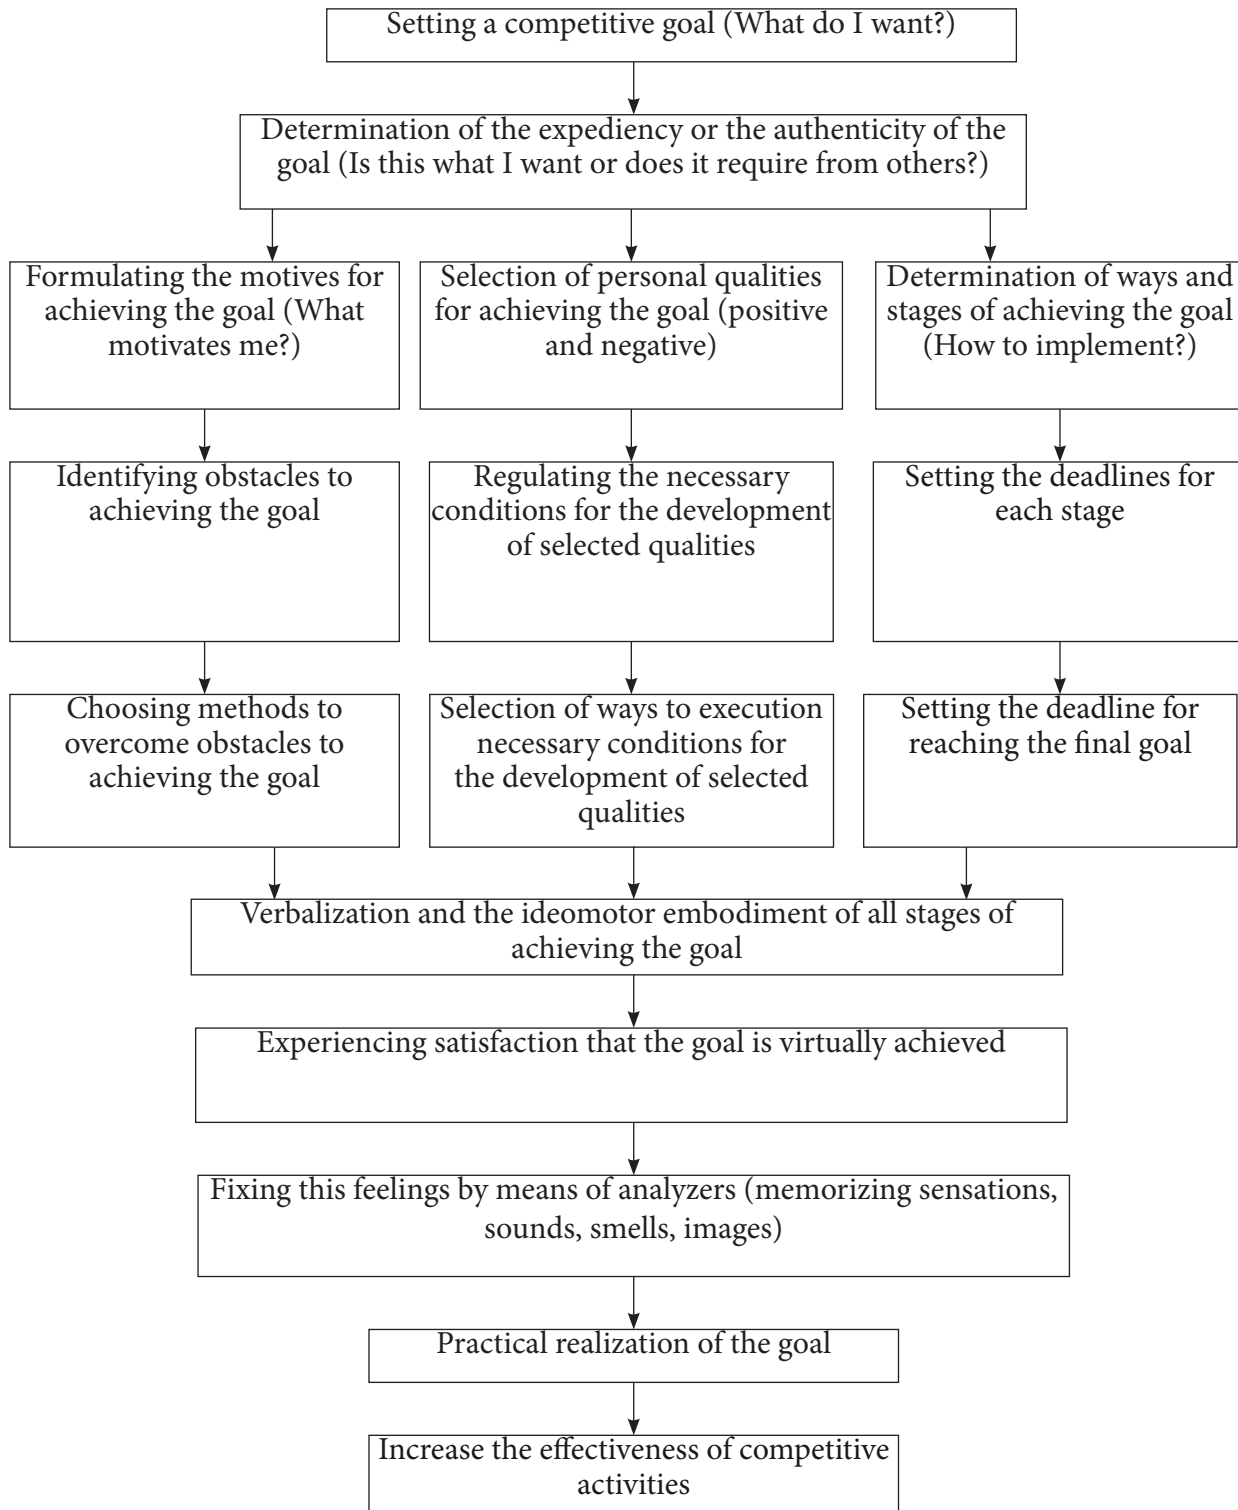 Setting a competitive goal (What do I want?)
Determination of the expediency or the authenticity of the
goal (Is this what I want or does it require from others?)
Formulating the motives for
achieving the goal (What
motivates me?)
Selection of personal qualities
for achieving the goal (positive
and negative)
Determination of ways and
stages of achieving the goal
(How to implement?)
Identifying obstacles to
achieving the goal
Regulating the necessary
conditions for the development
of selected qualities
Setting the deadlines for
each stage
Choosing methods to
overcome obstacles to
achieving the goal
Selection of ways to execution
necessary conditions for
the development of selected
qualities
Setting the deadline for
reaching the final goal
Verbalization and the ideomotor embodiment of all stages of
achieving the goal
Experiencing satisfaction that the goal is virtually achieved
Fixing this feelings by means of analyzers (memorizing sensations,
sounds, smells, images)
Practical realization of the goal
Increase the effectiveness of competitive
activities